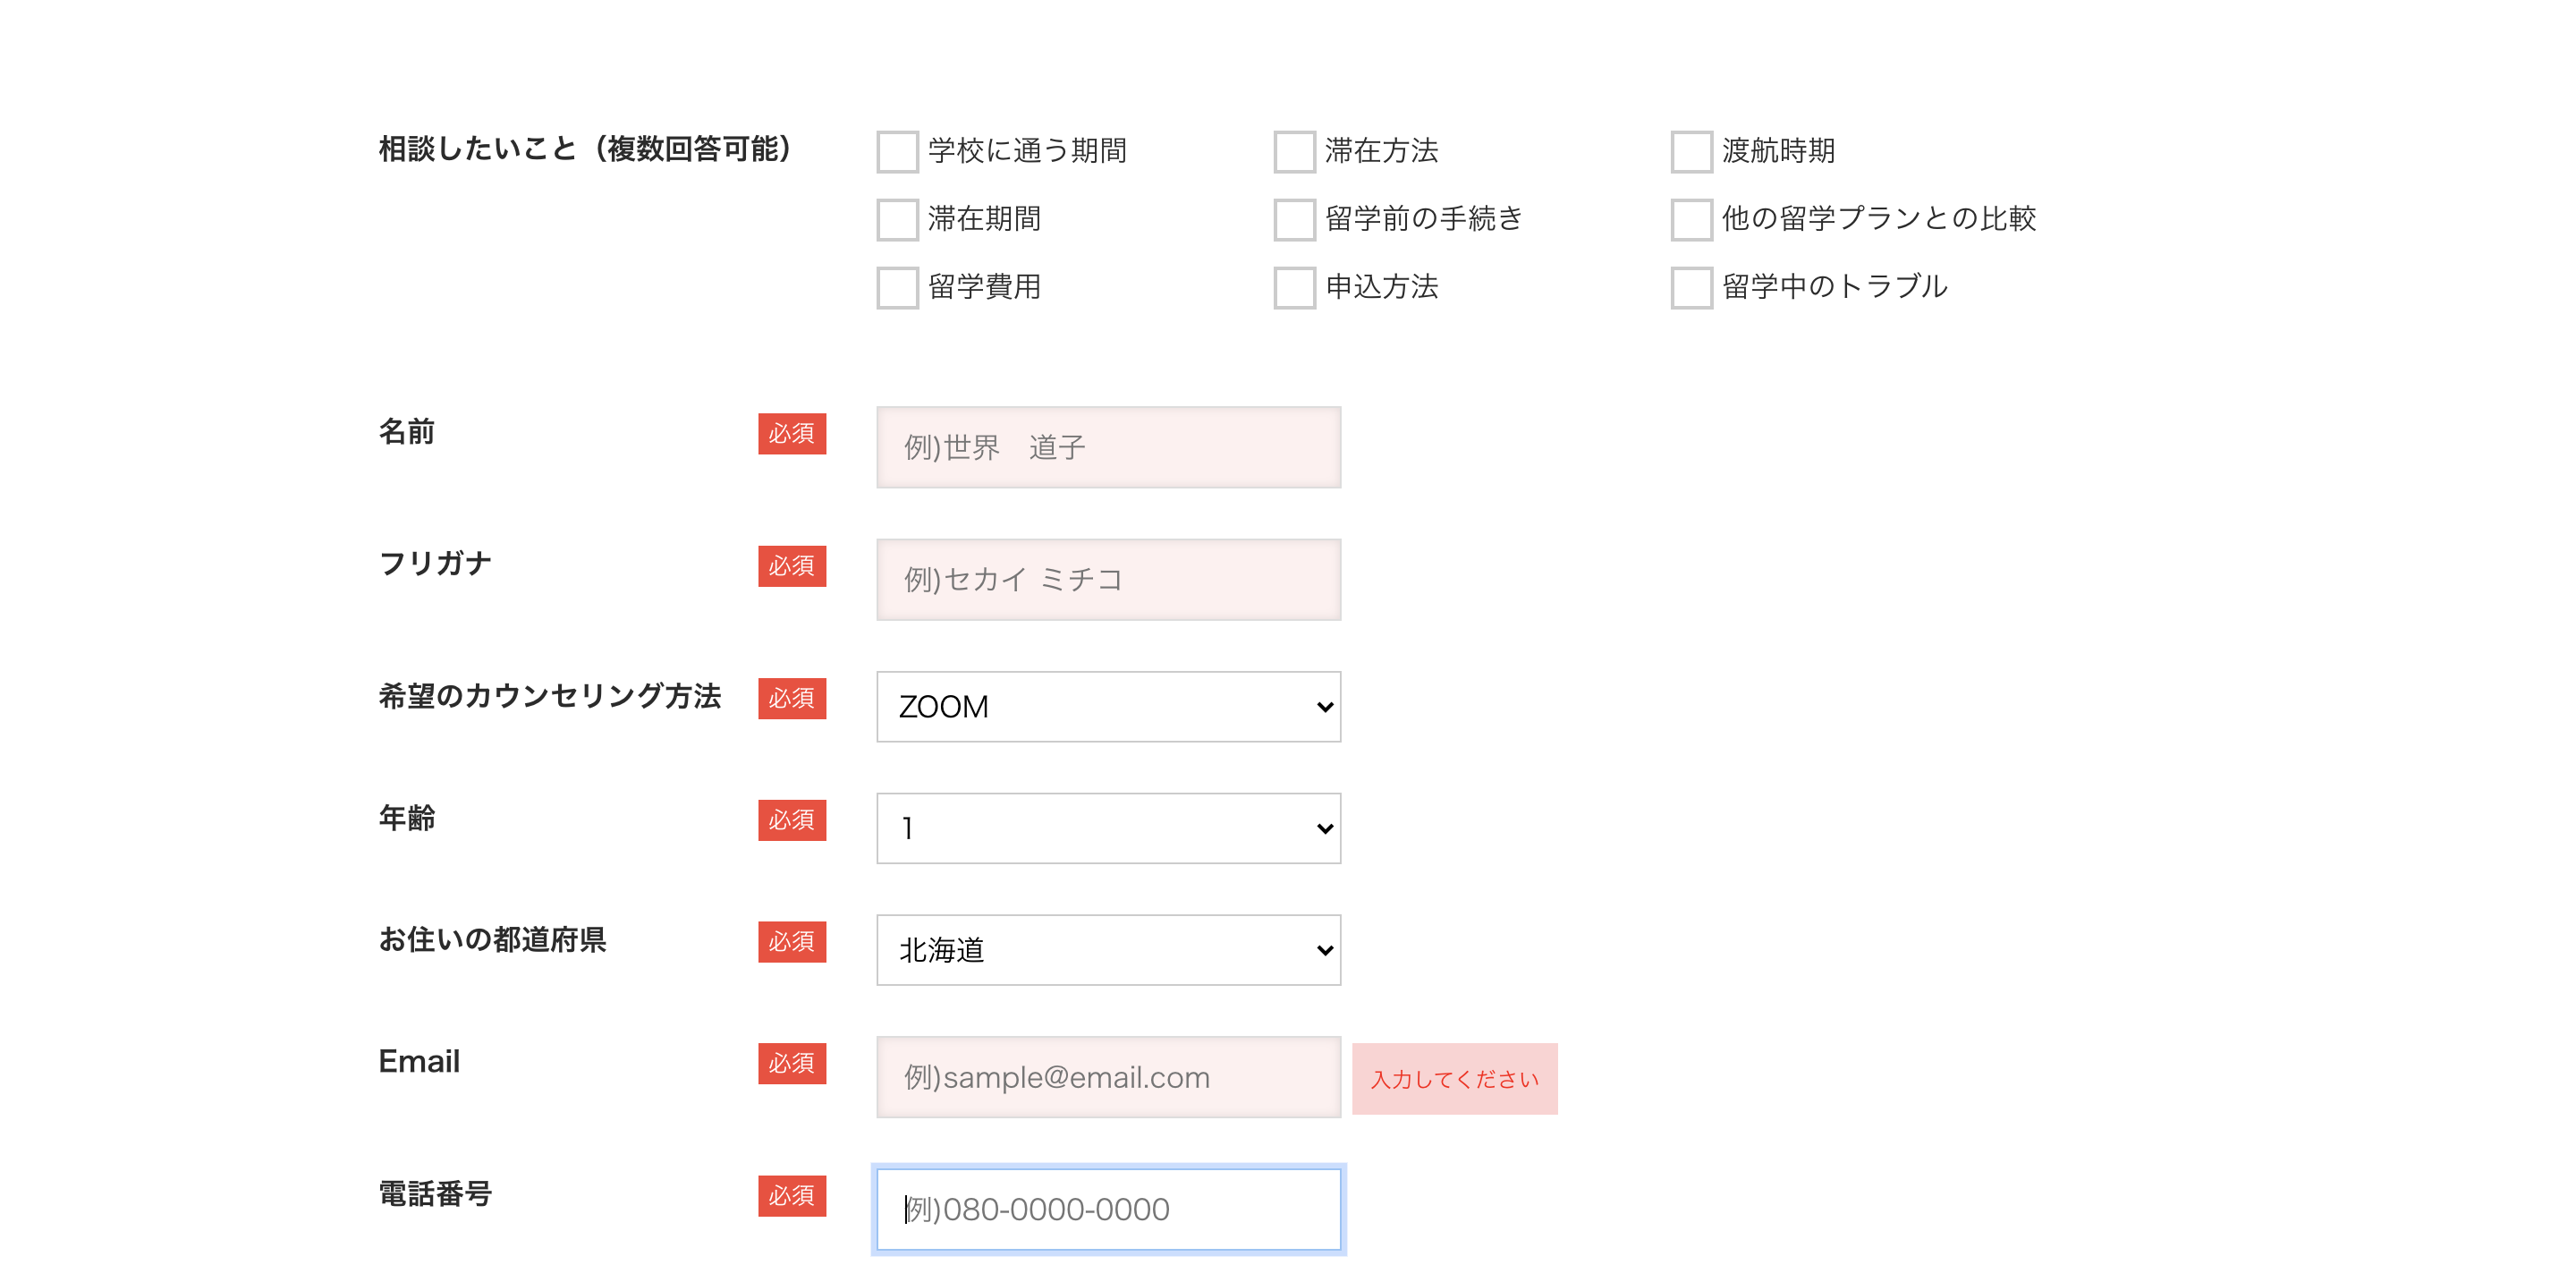 相談したいこと（複数回答可能）
学校に通う期間 滞在方法 渡航時期
滞在期間 留学前の手続き 他の留学プランとの比較
留学費用 申込方法 留学中のトラブル
名前 必須 例)世界　道子
フリガナ 必須 例)セカイ ミチコ
希望のカウンセリング方法 必須 ZOOM
年齢 必須 1
お住いの都道府県 必須 北海道
Email 必須 例)sample@email.com 入力してください
電話番号 必須 例)080-0000-0000